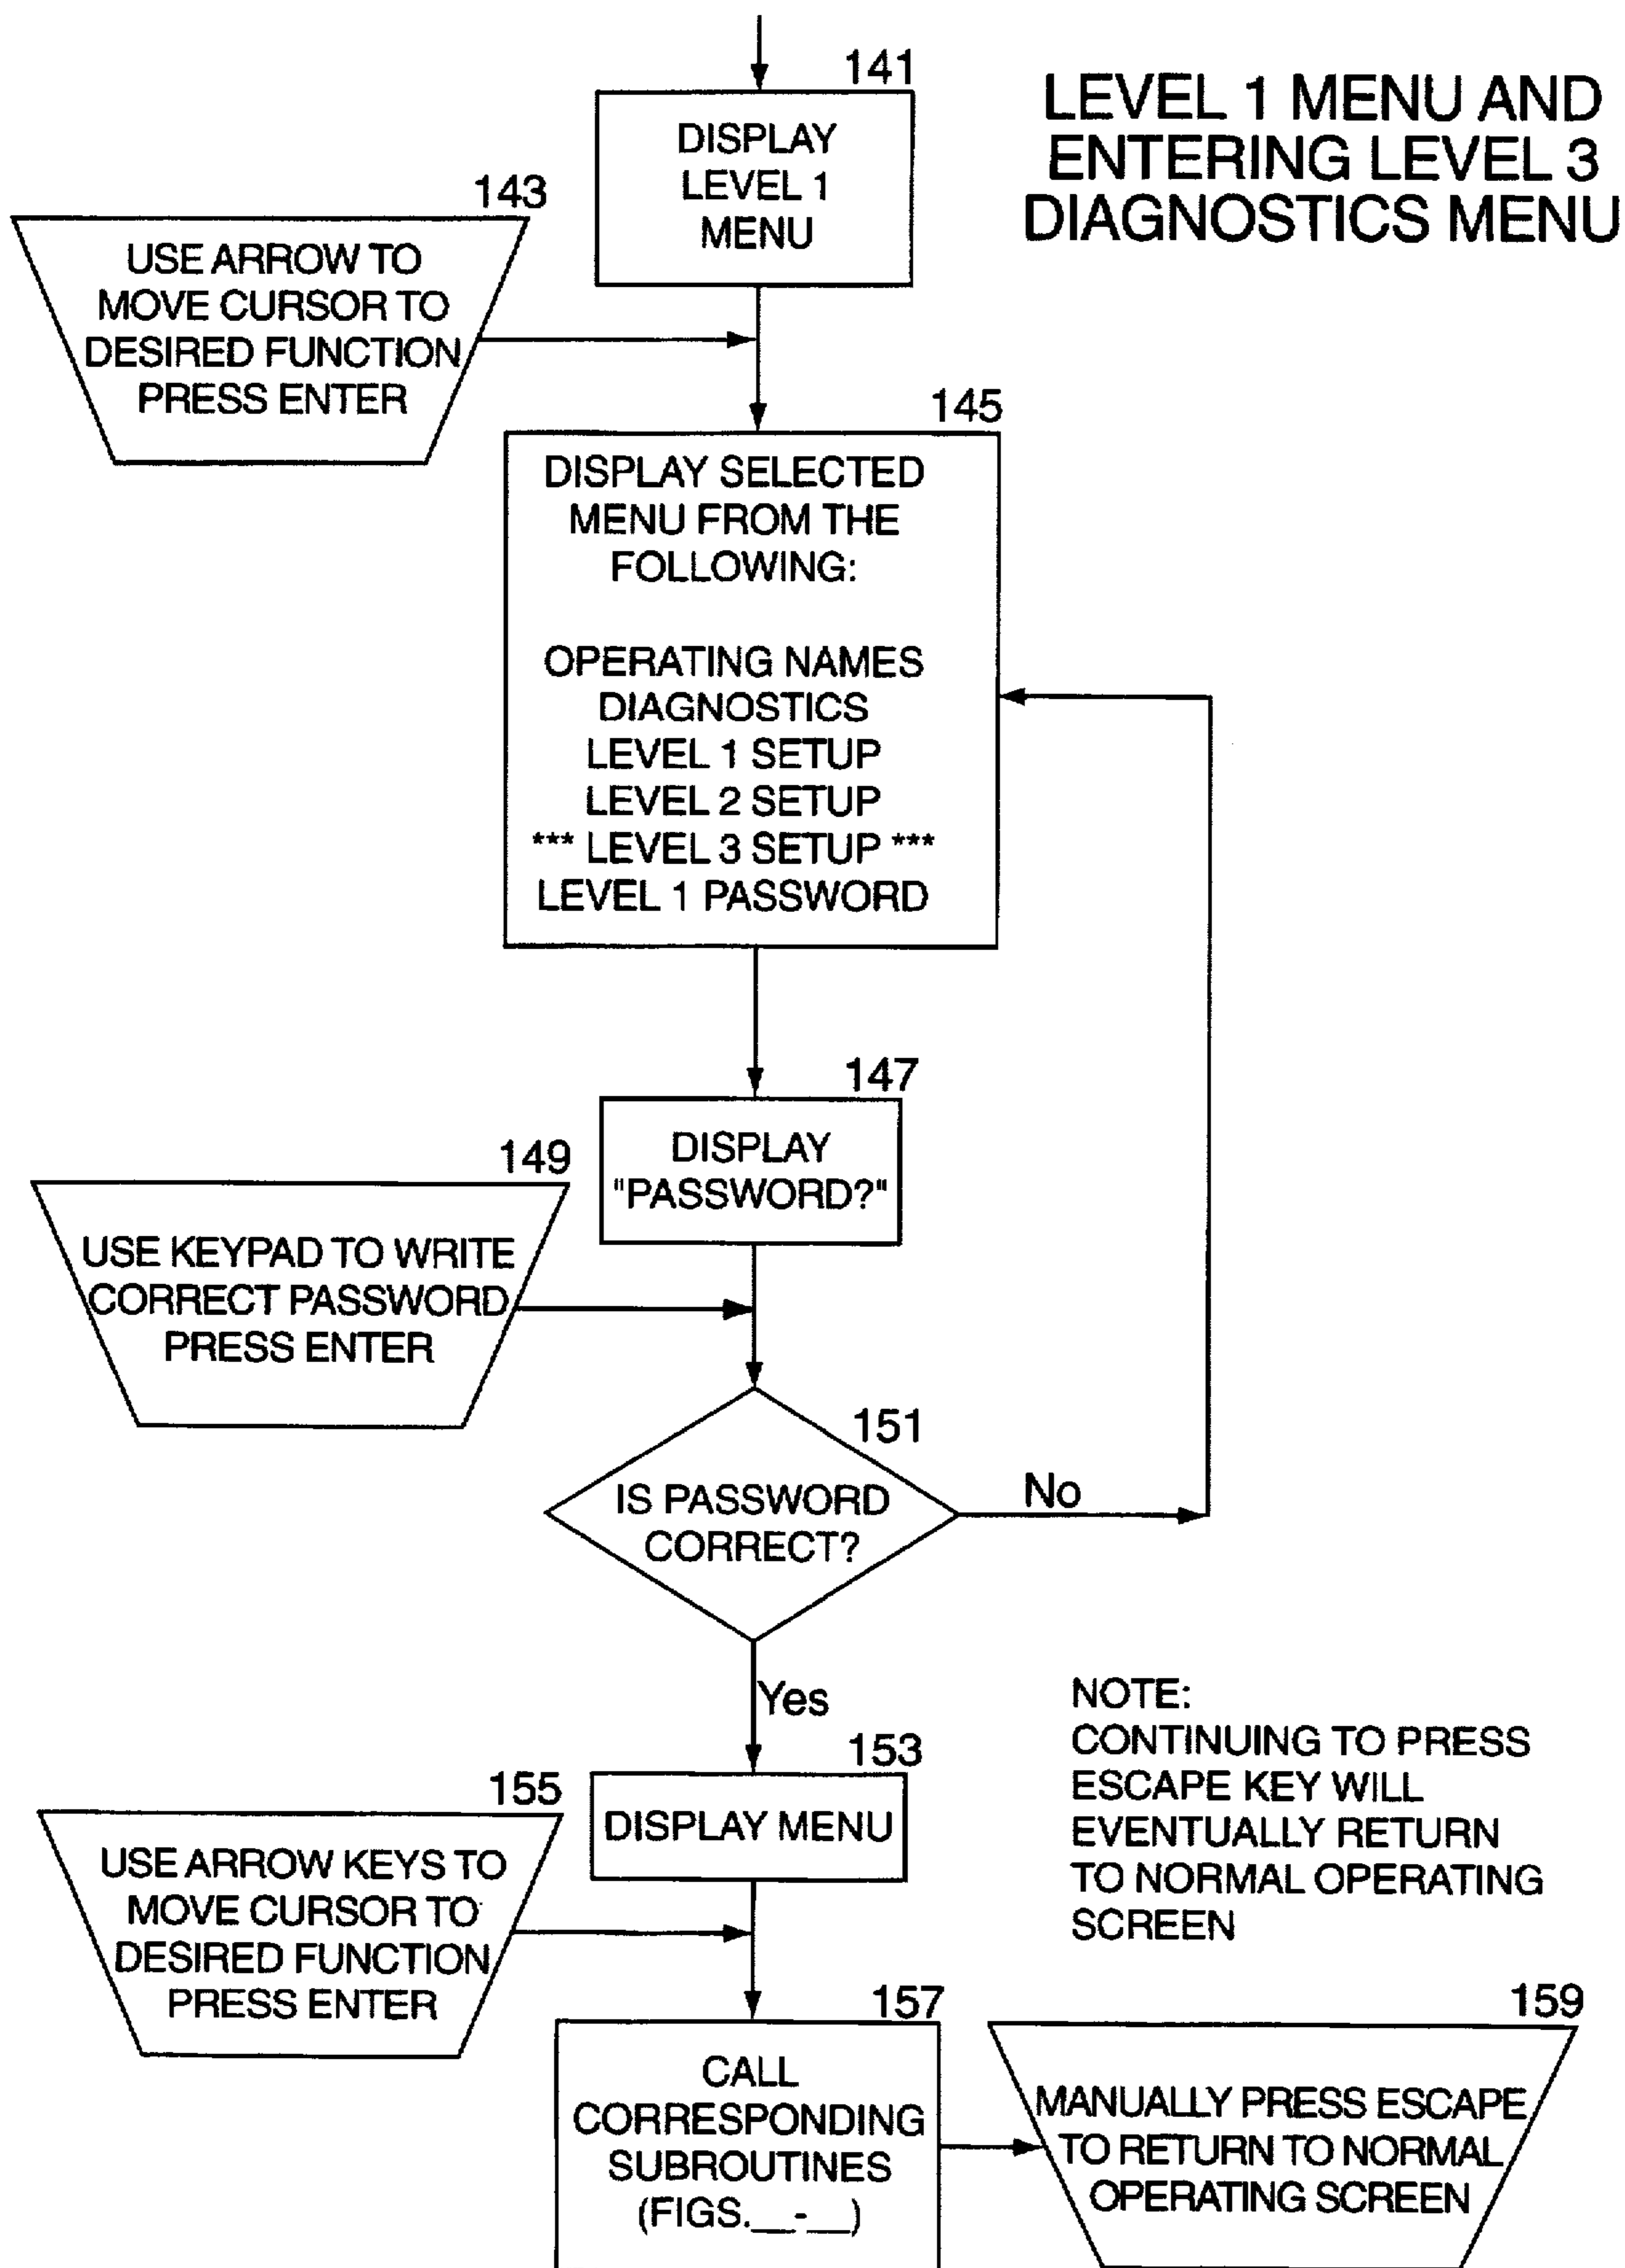 141
LEVEL 1 MENU AND
ENTERING LEVEL 3
DIAGNOSTICS MENU
DISPLAY
LEVEL 1
MENU
143
USE ARROW TO
MOVE CURSOR TO
DESIRED FUNCTION
PRESS ENTER
145
DISPLAY SELECTED
MENU FROM THE
FOLLOWING:
OPERATING NAMES
DIAGNOSTICS
LEVEL 1 SETUP
LEVEL 2 SETUP
*** LEVEL 3 SETUP ***
LEVEL 1 PASSWORD
147
DISPLAY
"PASSWORD?"
149
USE KEYPAD TO WRITE
CORRECT PASSWORD
PRESS ENTER
151
IS PASSWORD
CORRECT?
No
Yes
NOTE:
CONTINUING TO PRESS
ESCAPE KEY WILL
EVENTUALLY RETURN
TO NORMAL OPERATING
SCREEN
153
DISPLAY MENU
155
USE ARROW KEYS TO
MOVE CURSOR TO
DESIRED FUNCTION
PRESS ENTER
157
CALL
CORRESPONDING
SUBROUTINES
(FIGS.__-__)
159
MANUALLY PRESS ESCAPE
TO RETURN TO NORMAL
OPERATING SCREEN